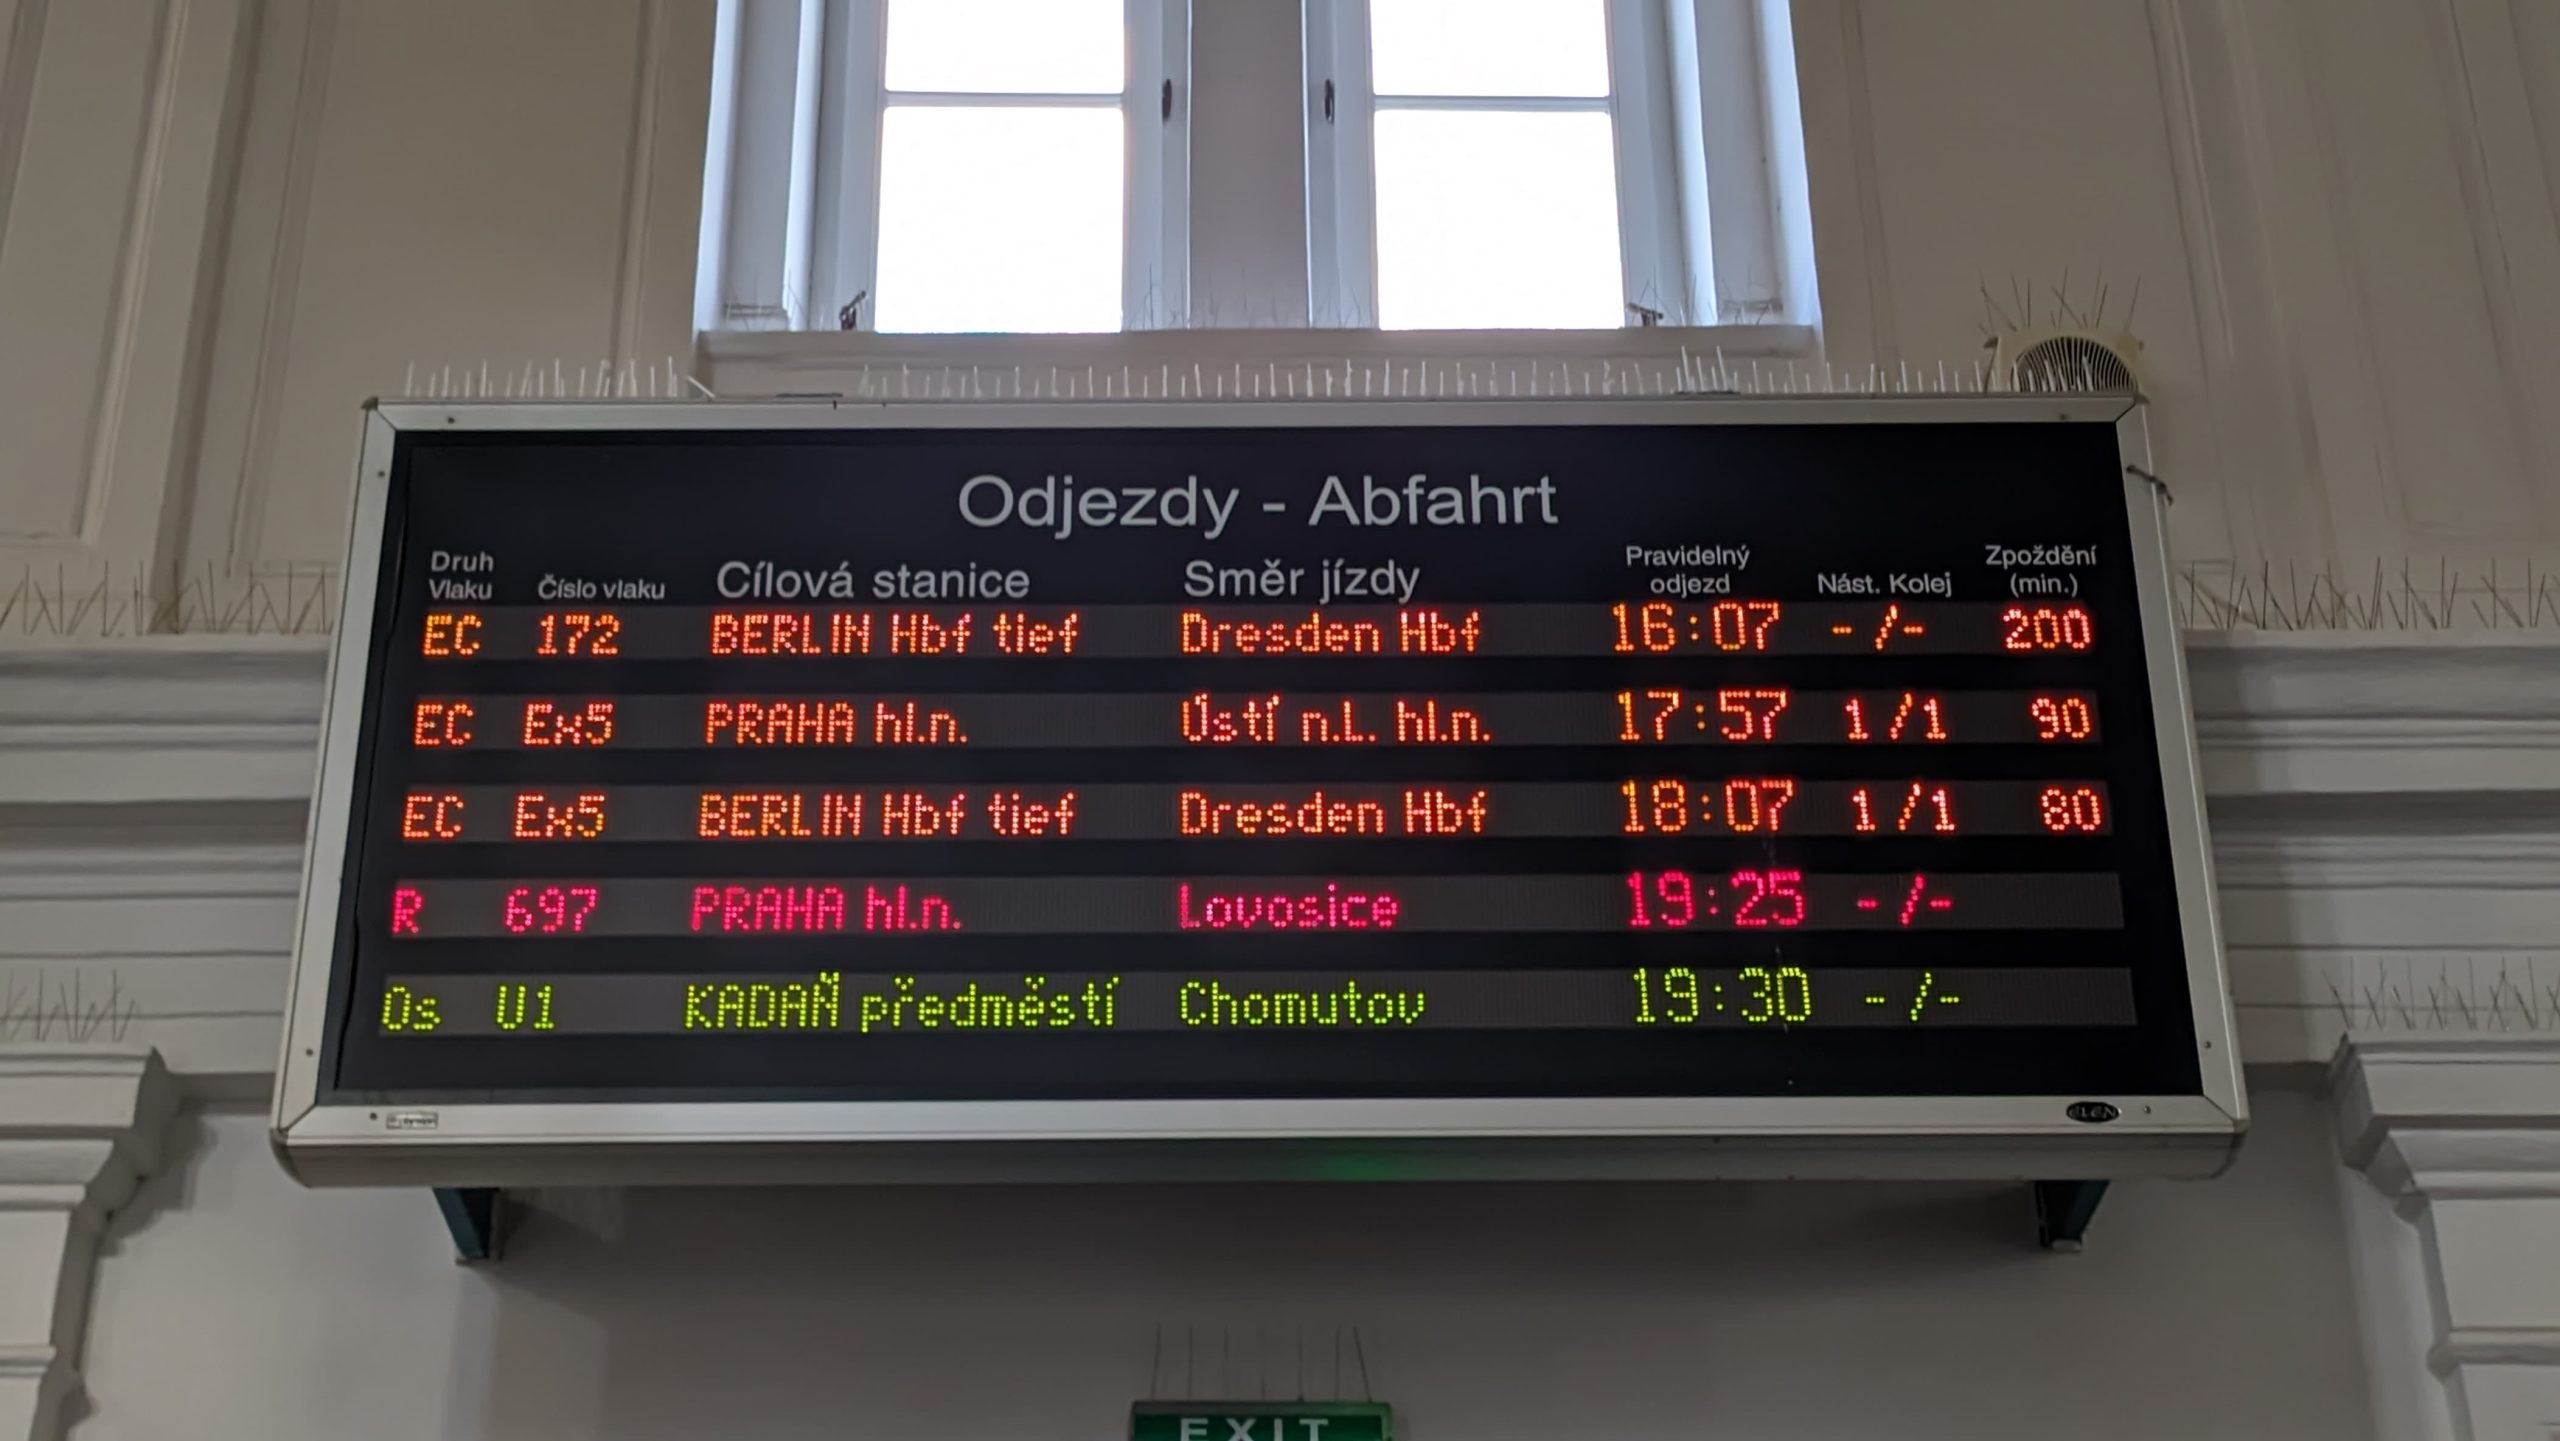 Odjezdy - Abfahrt
Druh Vlaku Číslo vlaku Cílová stanice Směr jízdy Pravidelný odjezd Nást. Kolej Zpoždění (min.)
EC 172 BERLIN Hbf tief Dresden Hbf 16:07 -/- 200
EC Ex5 PRAHA hl.n. Ústí n.L. hl.n. 17:57 1/1 90
EC Ex5 BERLIN Hbf tief Dresden Hbf 18:07 1/1 80
R 697 PRAHA hl.n. Lovosice 19:25 -/-
Os U1 KADAŇ předměstí Chomutov 19:30 -/-
ELEN
EXIT